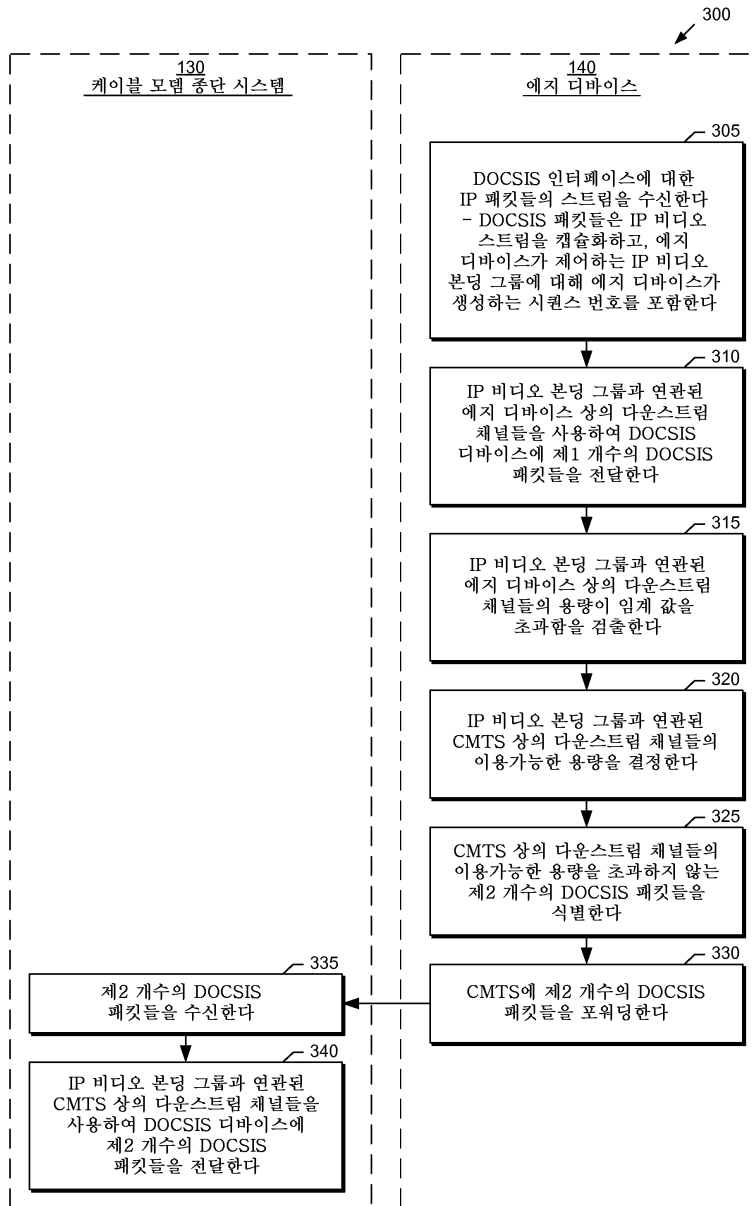 300
130
케이블 모뎀 종단 시스템
140
에지 디바이스
305
DOCSIS 인터페이스에 대한
IP 패킷들의 스트림을 수신한다
- DOCSIS 패킷들은 IP 비디오
스트림을 캡슐화하고, 에지
디바이스가 제어하는 IP 비디오
본딩 그룹에 대해 에지 디바이스가
생성하는 시퀀스 번호를 포함한다
310
IP 비디오 본딩 그룹과 연관된
에지 디바이스 상의 다운스트림
채널들을 사용하여 DOCSIS
디바이스에 제1 개수의 DOCSIS
패킷들을 전달한다
315
IP 비디오 본딩 그룹과 연관된
에지 디바이스 상의 다운스트림
채널들의 용량이 임계 값을
초과함을 검출한다
320
IP 비디오 본딩 그룹과 연관된
CMTS 상의 다운스트림 채널들의
이용가능한 용량을 결정한다
325
CMTS 상의 다운스트림 채널들의
이용가능한 용량을 초과하지 않는
제2 개수의 DOCSIS 패킷들을
식별한다
330
CMTS에 제2 개수의 DOCSIS
패킷들을 포워딩한다
335
제2 개수의 DOCSIS
패킷들을 수신한다
340
IP 비디오 본딩 그룹과 연관된
CMTS 상의 다운스트림 채널들을
사용하여 DOCSIS 디바이스에
제2 개수의 DOCSIS
패킷들을 전달한다